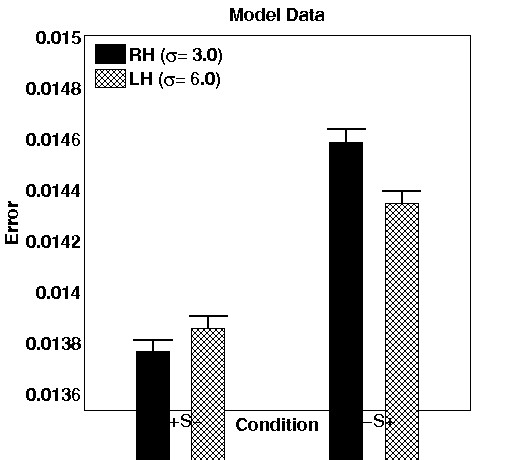 Model Data
0.015
RH (σ= 3.0)
LH (σ= 6.0)
0.0148
0.0146
0.0144
0.0142
0.014
0.0138
0.0136
Error
+S−
−S+
Condition